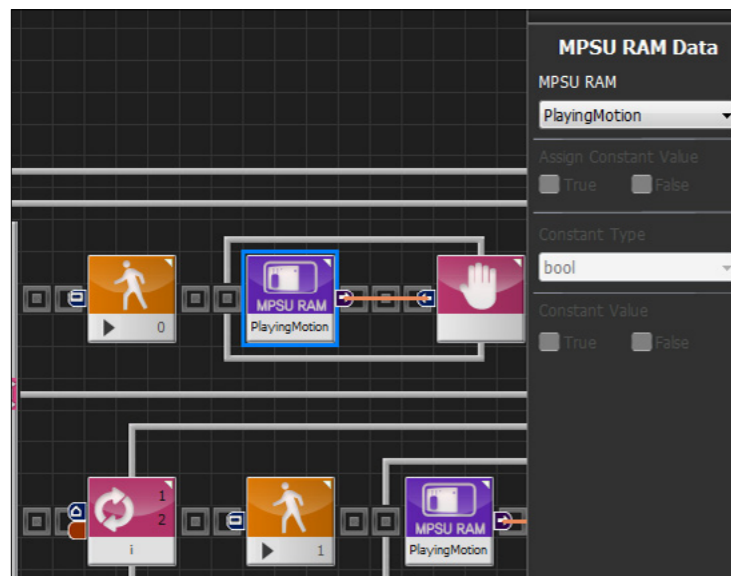 MPSU RAM Data
MPSU RAM
PlayingMotion
Assign Constant Value
True False
Constant Type
bool
Constant Value
True False
0
MPSU RAM
PlayingMotion
1
2
i
1
MPSU RAM
PlayingMotion